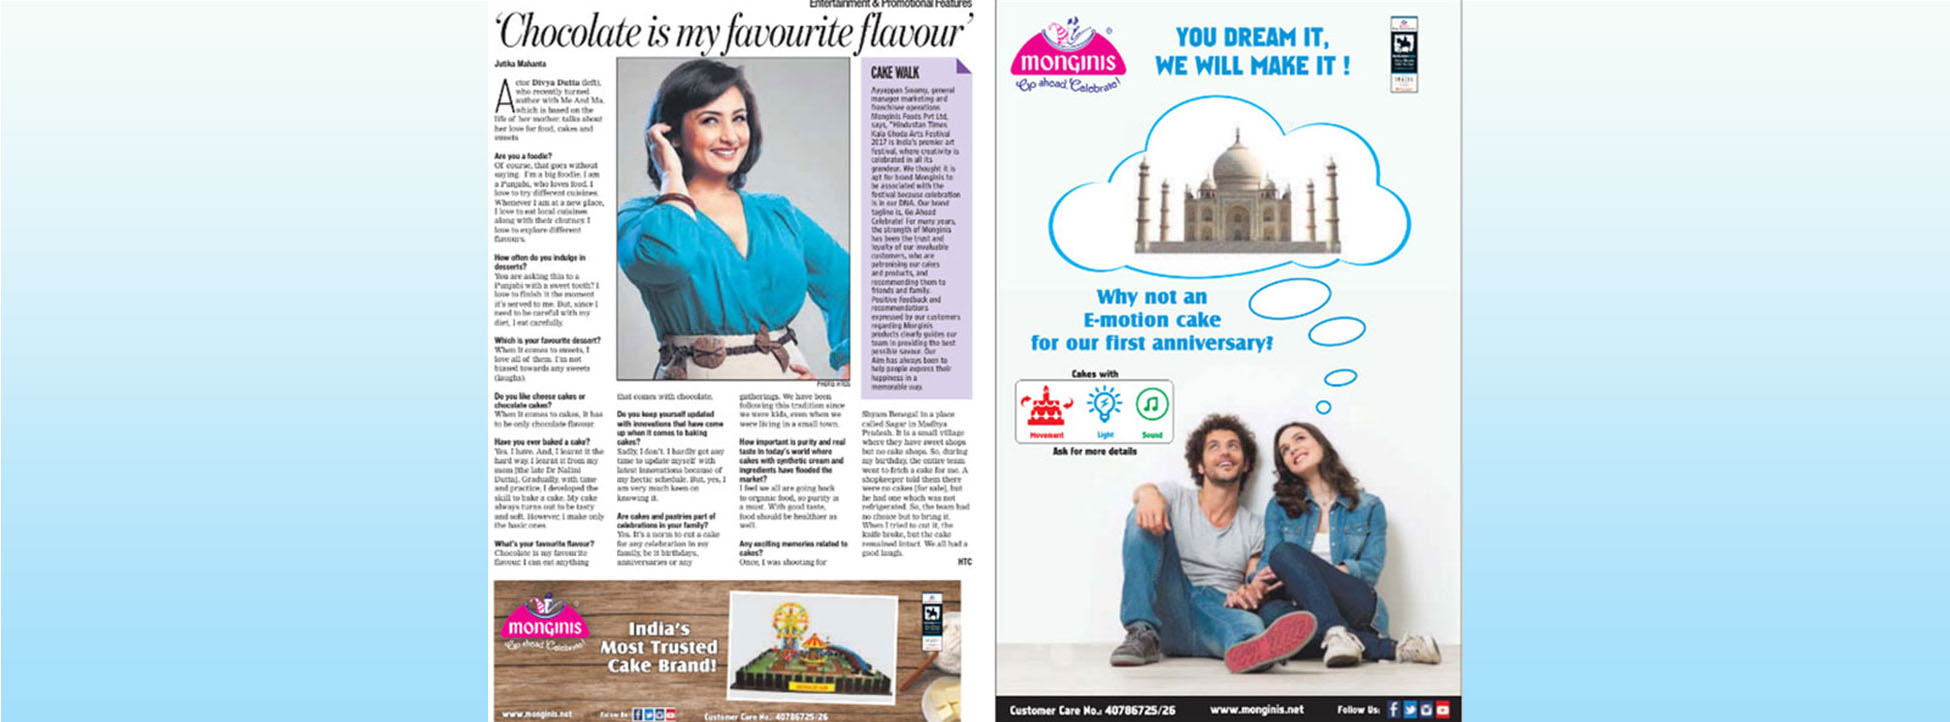 Entertainment & Promotional Features
‘Chocolate is my favourite flavour’
Jutika Mahanta
Actor Divya Dutta (left),
who recently turned
author with Me And Ma,
which is based on the
life of her mother, talks about
her love for food, cakes and
sweets
Are you a foodie?
Of course, that goes without
saying. I'm a big foodie. I am
a Punjabi, who loves food. I
love to try different cuisines.
Whenever I am at a new place,
I love to eat local cuisines
along with their chutney. I
love to explore different
flavours.
How often do you indulge in
desserts?
You are asking this to a
Punjabi with a sweet tooth? I
love to finish it the moment
it's served to me. But, since I
need to be careful with my
diet, I eat carefully.
Which is your favourite dessert?
When it comes to sweets, I
love all of them. I'm not
biased towards any sweets
(laughs).
Do you like cheese cakes or
chocolate cakes?
When it comes to cakes, it has
to be only chocolate flavour.
Have you ever baked a cake?
Yes, I have. And, I learnt it the
hard way. I learnt it from my
mom [the late Dr Nalini
Dutta]. Gradually, with time
and practice, I developed the
skill to bake a cake. My cake
always turns out to be tasty
and soft. However, I make only
the basic ones.
What's your favourite flavour?
Chocolate is my favourite
flavour. I can eat anything
that comes with chocolate.
Do you keep yourself updated
with innovations that have come
up when it comes to baking
cakes?
Sadly, I don't. I hardly get any
time to update myself with
latest innovations because of
my hectic schedule. But, yes, I
am very much keen on
knowing it.
Are cakes and pastries part of
celebrations in your family?
Yes. It's a norm to cut a cake
for any celebration in my
family, be it birthdays,
anniversaries or any
gatherings. We have been
following this tradition since
we were kids, even when we
were living in a small town.
How important is purity and real
taste in today's world where
cakes with synthetic cream and
ingredients have flooded the
market?
I feel we all are going back
to organic food, so purity is
a must. With good taste,
food should be healthier as
well.
Any exciting memories related to
cakes?
Once, I was shooting for
Shyam Benegal in a place
called Sagar in Madhya
Pradesh. It is a small village
where they have sweet shops
but no cake shops. So, during
my birthday, the entire team
went to fetch a cake for me. A
shopkeeper told them there
were no cakes [for sale], but
he had one which was not
refrigerated. So, the team had
no choice but to bring it.
When I tried to cut it, the
knife broke, but the cake
remained intact. We all had a
good laugh.
HTC
PHOTO: HTCS
CAKE WALK
Ayyappan Swamy, general
manager marketing and
franchisee operations
Monginis Foods Pvt Ltd,
says, "Hindustan Times
Kala Ghoda Arts Festival
2017 is India's premier art
festival, where creativity is
celebrated in all its
grandeur. We thought it is
apt for brand Monginis to
be associated with the
festival because celebration
is in our DNA. Our brand
tagline is, Go Ahead
Celebrate! For many years,
the strength of Monginis
has been the trust and
loyalty of our invaluable
customers, who are
patronising our cakes
and products, and
recommending them to
friends and family.
Positive feedback and
recommendations
expressed by our customers
regarding Monginis
products clearly guides our
team in providing the best
possible savour. Our
Aim has always been to
help people express their
happiness in a
memorable way.
monginis
Go ahead, Celebrate!
India's
Most Trusted
Cake Brand!
www.monginis.net
Follow Us:
Customer Care No.: 40786725/26
monginis
Go ahead, Celebrate!
YOU DREAM IT,
WE WILL MAKE IT !
Why not an
E-motion cake
for our first anniversary?
Cakes with
Movement
Light
Sound
Ask for more details
Customer Care No.: 40786725/26
www.monginis.net
Follow Us: